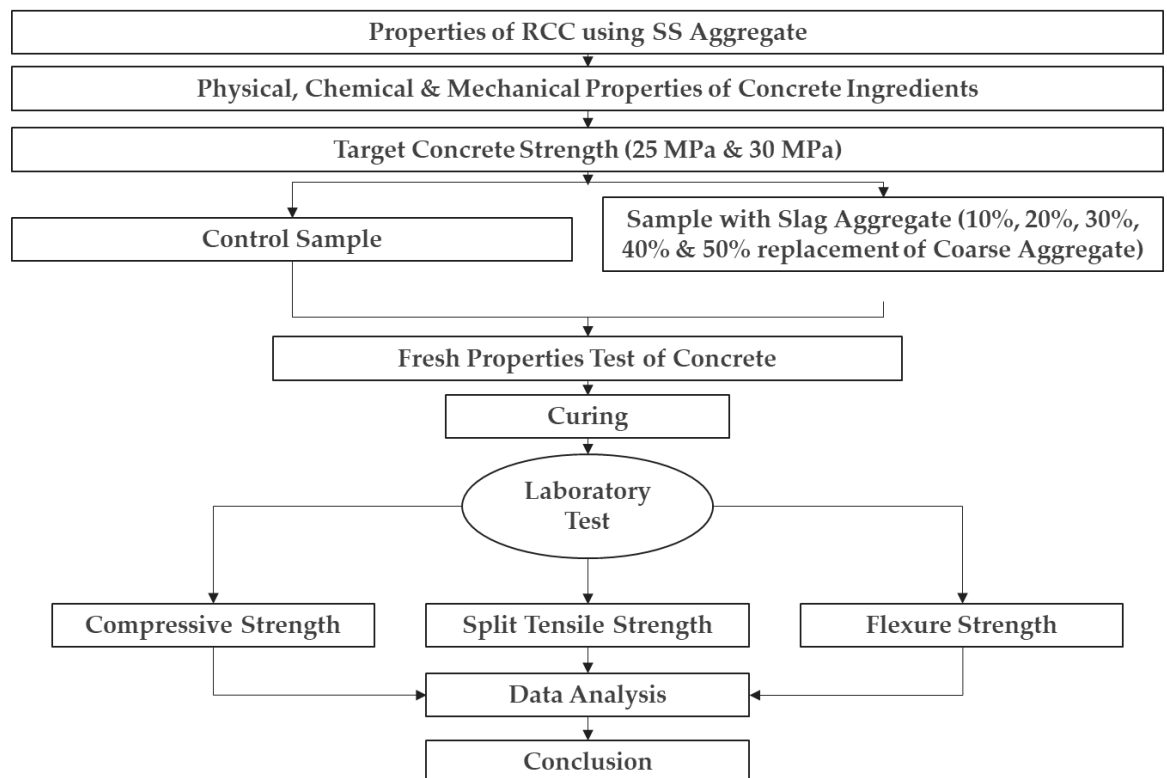 Properties of RCC using SS Aggregate
Physical, Chemical & Mechanical Properties of Concrete Ingredients
Target Concrete Strength (25 MPa & 30 MPa)
Control Sample
Sample with Slag Aggregate (10%, 20%, 30%,
40% & 50% replacement of Coarse Aggregate)
Fresh Properties Test of Concrete
Curing
Laboratory
Test
Compressive Strength
Split Tensile Strength
Flexure Strength
Data Analysis
Conclusion